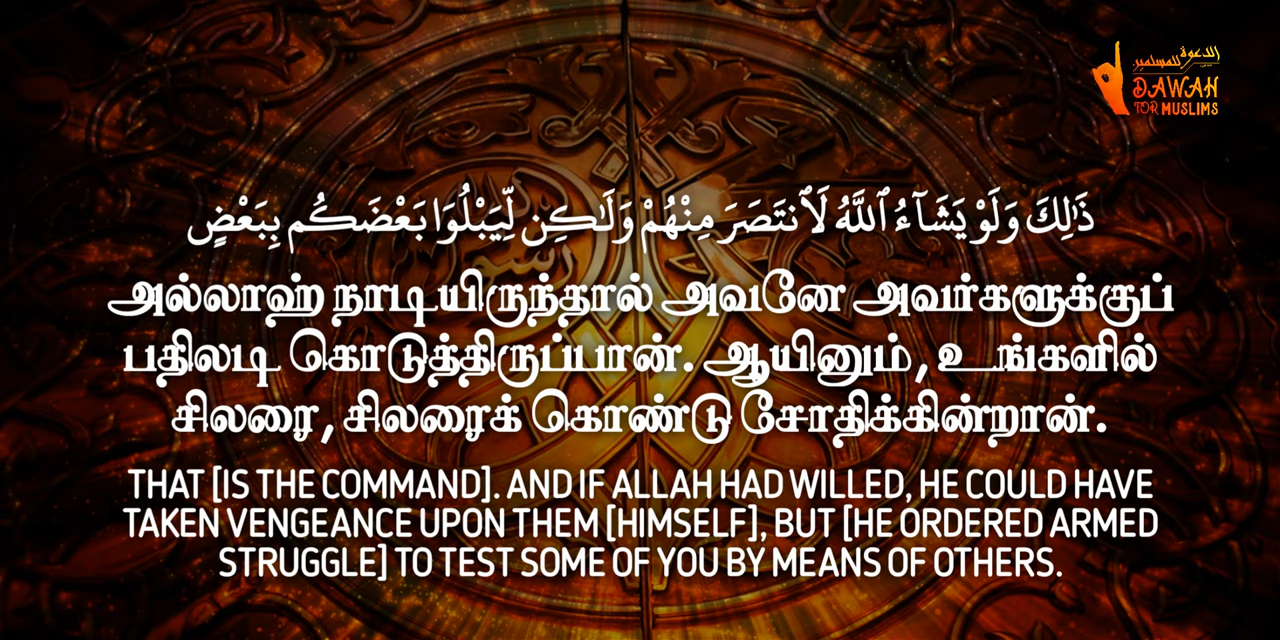 الدعوة للمسلمين
DAWAH
FOR MUSLIMS
ذَٰلِكَ وَلَوْ يَشَآءُ ٱللَّهُ لَٱنتَصَرَ مِنْهُمْ وَلَٰكِن لِّيَبْلُوَا۟ بَعْضَكُم بِبَعْضٍ
அல்லாஹ் நாடியிருந்தால் அவனே அவர்களுக்குப்
பதிலடி கொடுத்திருப்பான். ஆயினும், உங்களில்
சிலரை, சிலரைக் கொண்டு சோதிக்கின்றான்.
THAT [IS THE COMMAND]. AND IF ALLAH HAD WILLED, HE COULD HAVE
TAKEN VENGEANCE UPON THEM [HIMSELF], BUT [HE ORDERED ARMED
STRUGGLE] TO TEST SOME OF YOU BY MEANS OF OTHERS.